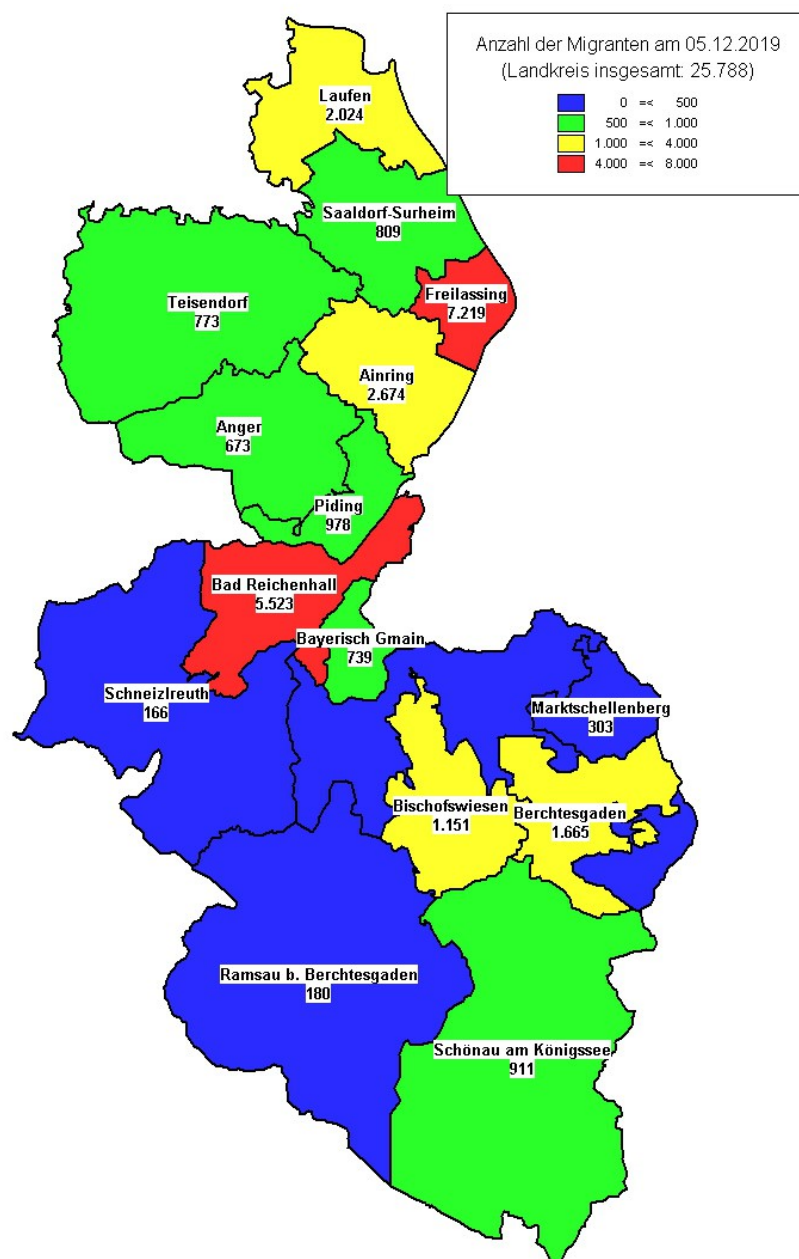 Anzahl der Migranten am 05.12.2019
(Landkreis insgesamt: 25.788)
0 =< 500
500 =< 1.000
1.000 =< 4.000
4.000 =< 8.000
Laufen
2.024
Saaldorf-Surheim
809
Freilassing
7.219
Teisendorf
773
Ainring
2.674
Anger
673
Piding
978
Bad Reichenhall
5.523
Bayerisch Gmain
739
Schneizlreuth
166
Marktschellenberg
303
Bischofswiesen
1.151
Berchtesgaden
1.665
Ramsau b. Berchtesgaden
180
Schönau am Königssee
911